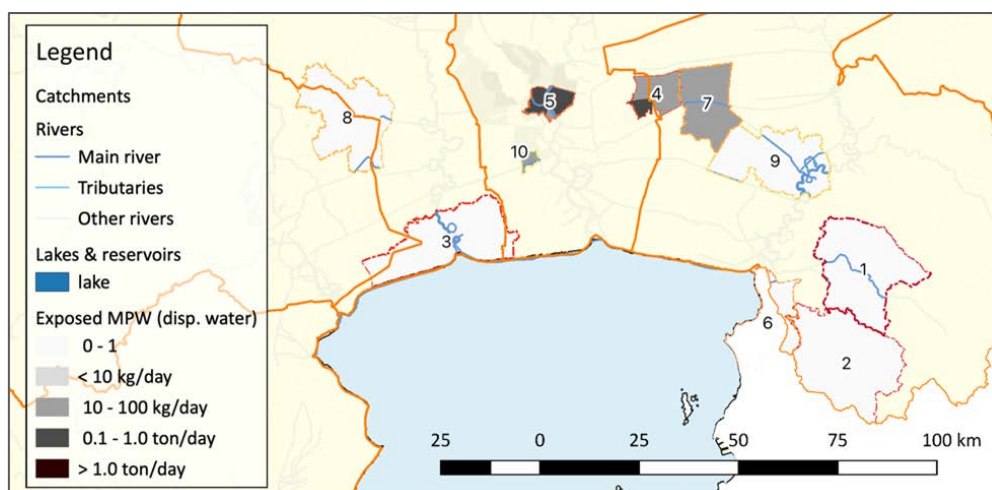 Legend
Catchments
Rivers
Main river
Tributaries
Other rivers
Lakes & reservoirs
lake
Exposed MPW (disp. water)
0 - 1
< 10 kg/day
10 - 100 kg/day
0.1 - 1.0 ton/day
> 1.0 ton/day
8
5
4
7
10
9
3
1
6
2
25 0 25 50 75 100 km